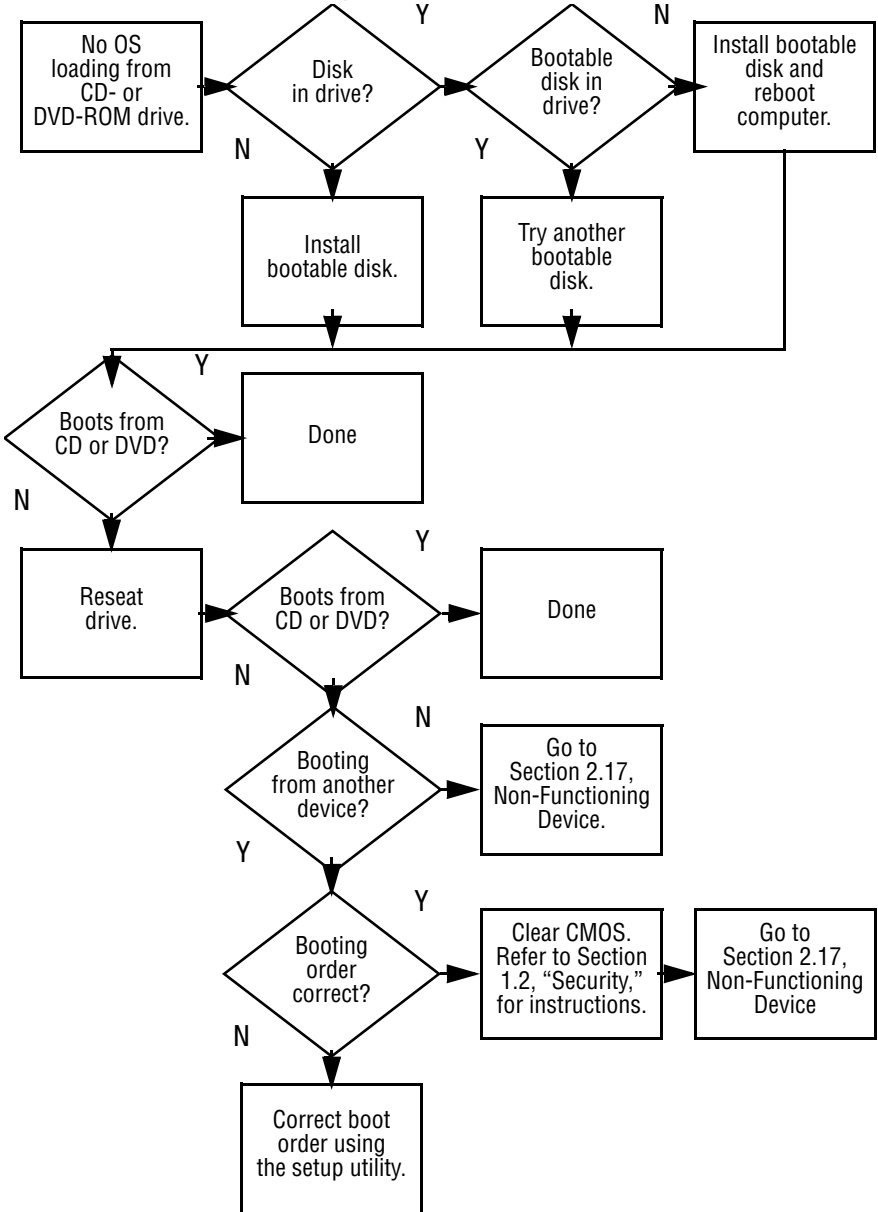 Y
N
No OS
loading from
CD- or
DVD-ROM drive.
Disk
in drive?
Bootable
disk in
drive?
Install bootable
disk and
reboot
computer.
N
Y
Install
bootable disk.
Try another
bootable
disk.
Y
Boots from
CD or DVD?
Done
N
Y
Reseat
drive.
Boots from
CD or DVD?
Done
N
N
Booting
from another
device?
Go to
Section 2.17,
Non-Functioning
Device.
Y
Y
Booting
order
correct?
Clear CMOS.
Refer to Section
1.2, “Security,”
for instructions.
Go to
Section 2.17,
Non-Functioning
Device
N
Correct boot
order using
the setup utility.